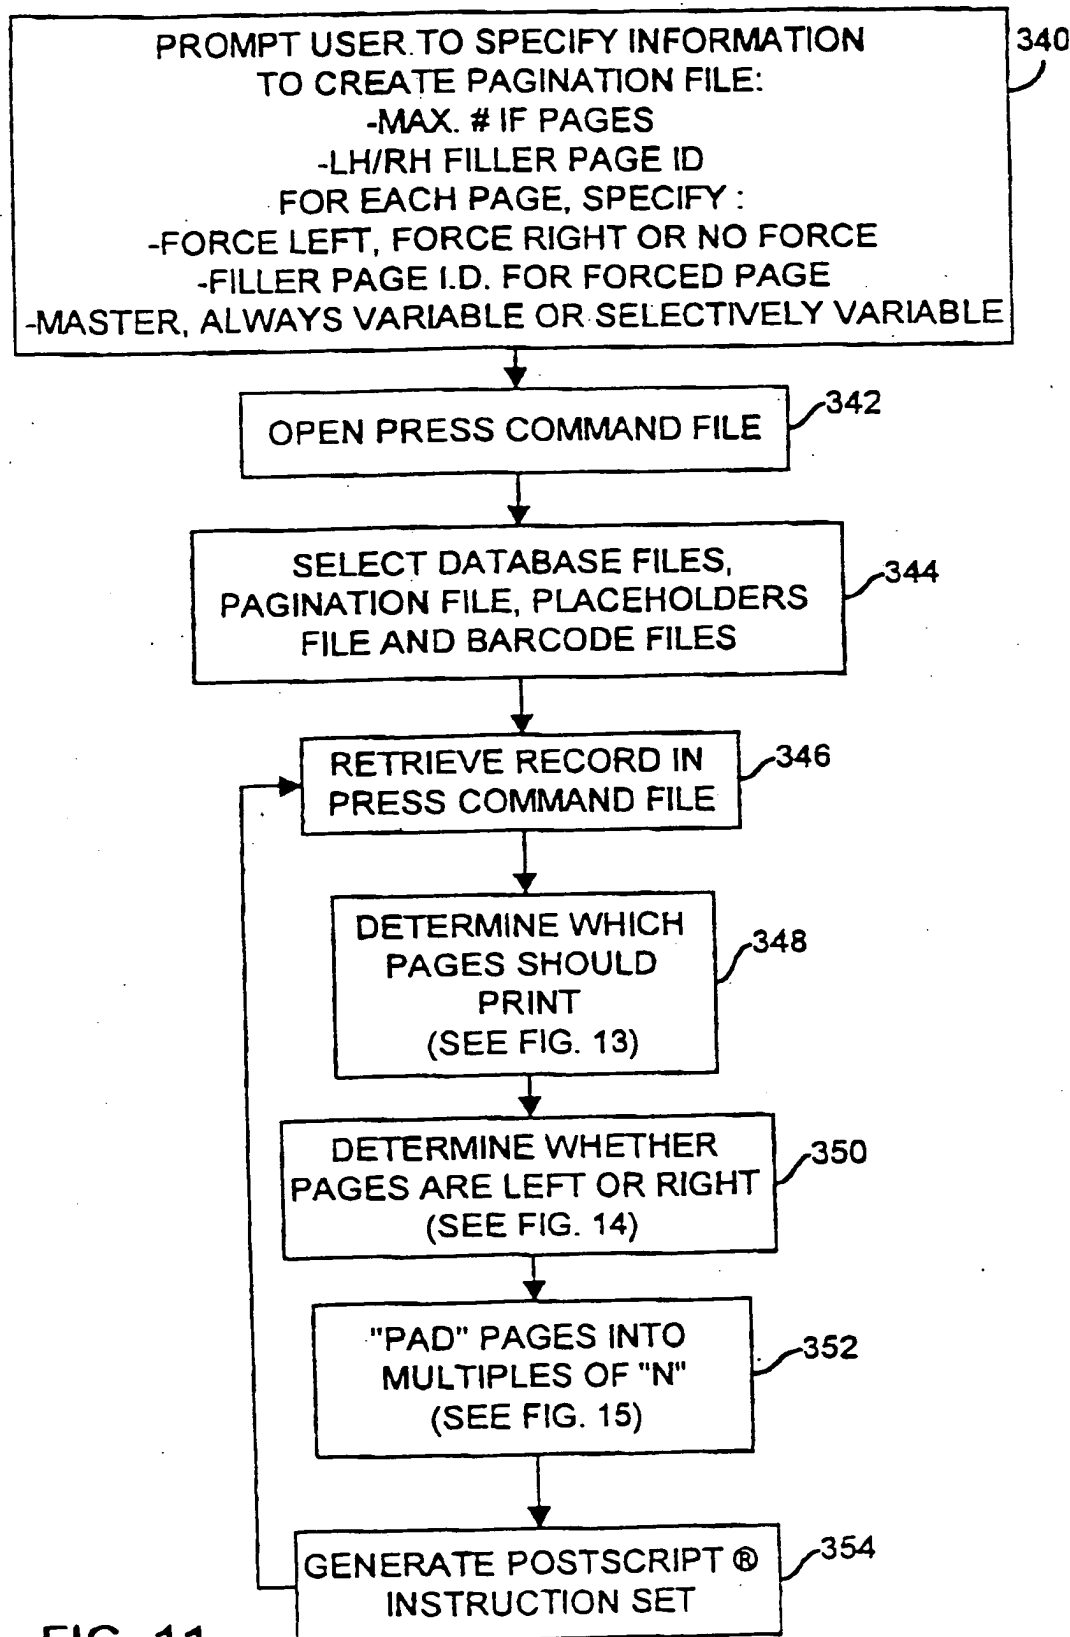 PROMPT USER TO SPECIFY INFORMATION
TO CREATE PAGINATION FILE:
-MAX. # IF PAGES
-LH/RH FILLER PAGE ID
FOR EACH PAGE, SPECIFY :
-FORCE LEFT, FORCE RIGHT OR NO FORCE
-FILLER PAGE I.D. FOR FORCED PAGE
-MASTER, ALWAYS VARIABLE OR SELECTIVELY VARIABLE
340
OPEN PRESS COMMAND FILE
342
SELECT DATABASE FILES,
PAGINATION FILE, PLACEHOLDERS
FILE AND BARCODE FILES
344
RETRIEVE RECORD IN
PRESS COMMAND FILE
346
DETERMINE WHICH
PAGES SHOULD
PRINT
(SEE FIG. 13)
348
DETERMINE WHETHER
PAGES ARE LEFT OR RIGHT
(SEE FIG. 14)
350
"PAD" PAGES INTO
MULTIPLES OF "N"
(SEE FIG. 15)
352
GENERATE POSTSCRIPT ®
INSTRUCTION SET
354
FIG. 11